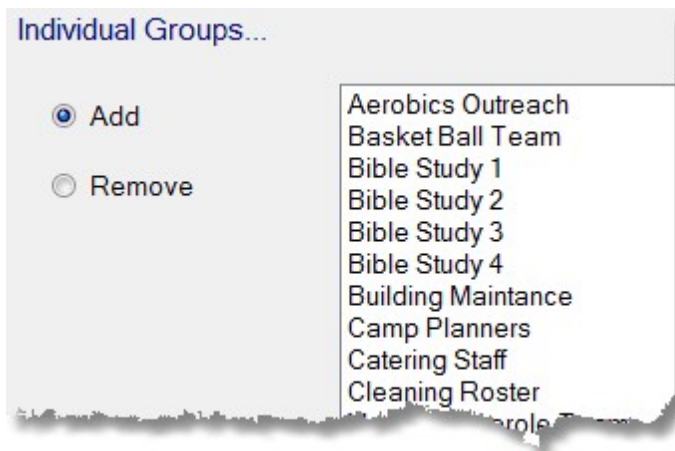 Individual Groups...
Add
Remove
Aerobics Outreach
Basket Ball Team
Bible Study 1
Bible Study 2
Bible Study 3
Bible Study 4
Building Maintance
Camp Planners
Catering Staff
Cleaning Roster